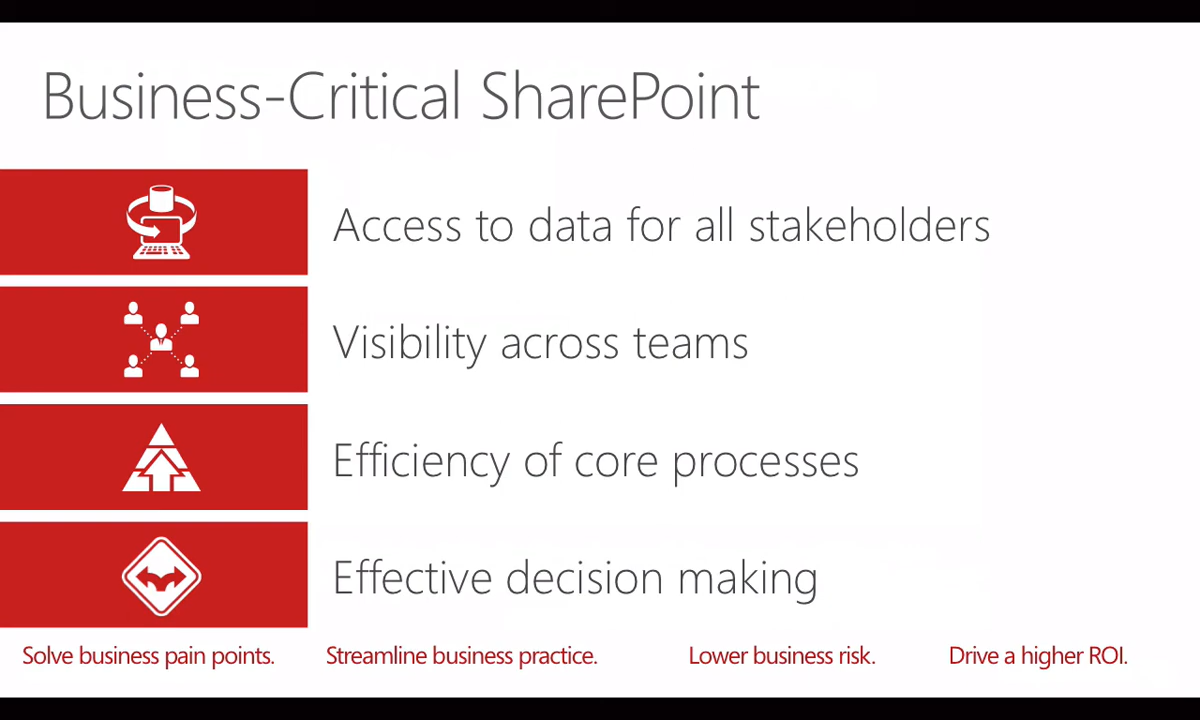 Business-Critical SharePoint
Access to data for all stakeholders
Visibility across teams
Efficiency of core processes
Effective decision making
Solve business pain points.
Streamline business practice.
Lower business risk.
Drive a higher ROI.